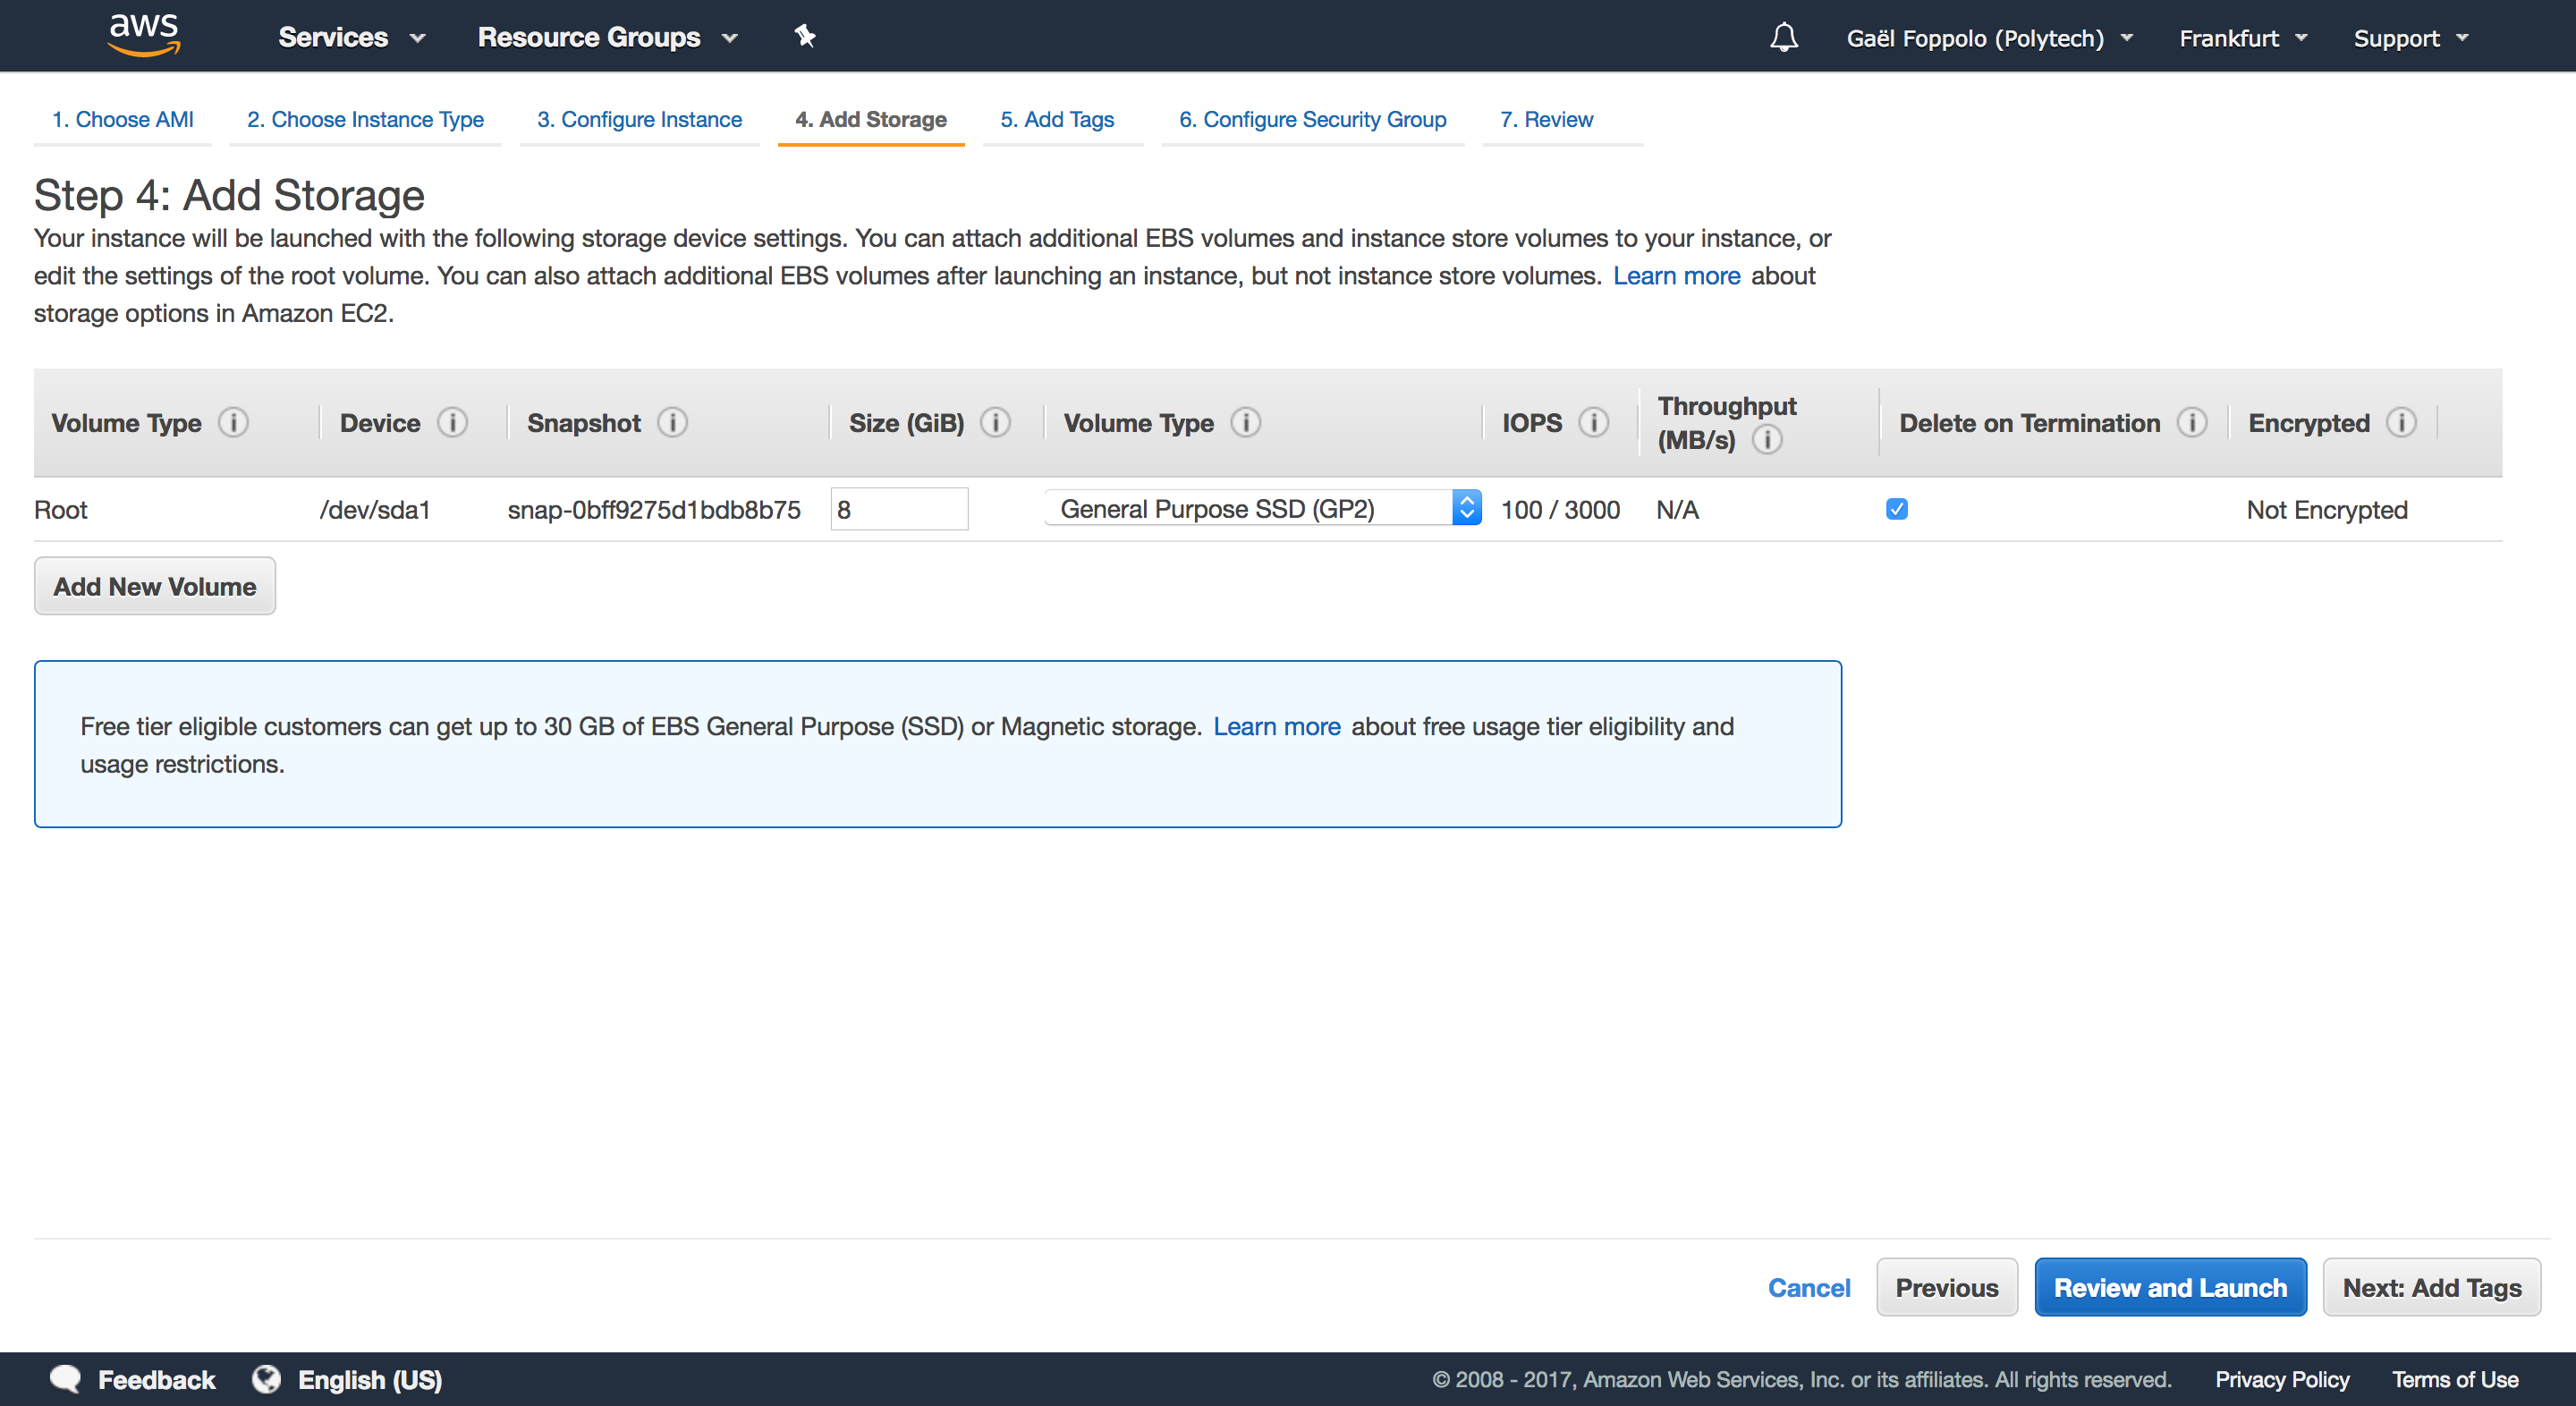 aws Services Resource Groups Gaël Foppolo (Polytech) Frankfurt Support
1. Choose AMI 2. Choose Instance Type 3. Configure Instance 4. Add Storage 5. Add Tags 6. Configure Security Group 7. Review
Step 4: Add Storage
Your instance will be launched with the following storage device settings. You can attach additional EBS volumes and instance store volumes to your instance, or
edit the settings of the root volume. You can also attach additional EBS volumes after launching an instance, but not instance store volumes. Learn more about
storage options in Amazon EC2.
Volume Type i Device i Snapshot i Size (GiB) i Volume Type i IOPS i Throughput (MB/s) i Delete on Termination i Encrypted i
Root /dev/sda1 snap-0bff9275d1bdb8b75 8 General Purpose SSD (GP2) 100 / 3000 N/A Not Encrypted
Add New Volume
Free tier eligible customers can get up to 30 GB of EBS General Purpose (SSD) or Magnetic storage. Learn more about free usage tier eligibility and
usage restrictions.
Cancel Previous Review and Launch Next: Add Tags
Feedback English (US) © 2008 - 2017, Amazon Web Services, Inc. or its affiliates. All rights reserved. Privacy Policy Terms of Use